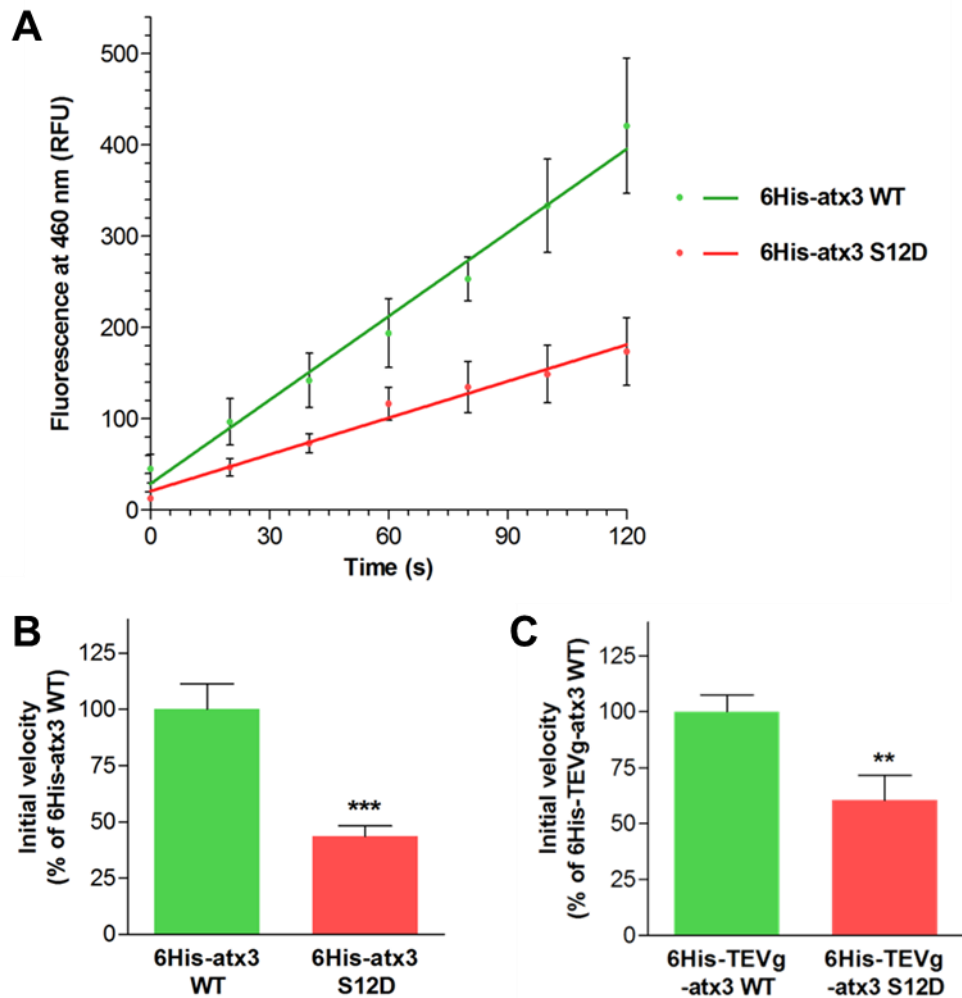 A
Fluorescence at 460 nm (RFU)
500
400
300
200
100
0
0 30 60 90 120
Time (s)
6His-atx3 WT
6His-atx3 S12D
B
Initial velocity
(% of 6His-atx3 WT)
125
100
75
50
25
0
***
6His-atx3
WT
6His-atx3
S12D
C
Initial velocity
(% of 6His-TEVg-atx3 WT)
125
100
75
50
25
0
**
6His-TEVg
-atx3 WT
6His-TEVg
-atx3 S12D